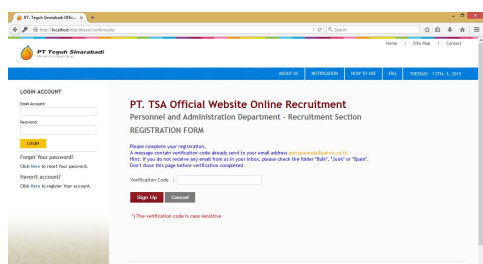 PT. Teguh Sinarabadi Offic...
http://localhost/
confirm.php
Search
Home | Site Map | Contact
PT Teguh Sinarabadi
ABOUT US NOTIFICATION HOW TO USE FAQ TUESDAY - 13TH, 1, 2015
LOGIN ACCOUNT
Email Account:
Password:
LOGIN
Forget Your password?
Click Here to reset Your password.
Haven't account?
Click Here to register Your account.
PT. TSA Official Website Online Recruitment
Personnel and Administration Department - Recruitment Section
REGISTRATION FORM
Please complete your registration.
A message contain verification code already send to your email address
Hint: If you do not receive any email from us in your inbox, please check the folder "Bulk", "Junk" or "Spam".
Don't close this page before verification completed
Verification Code :
Sign Up Cancel
*) The verification code is case sensitive